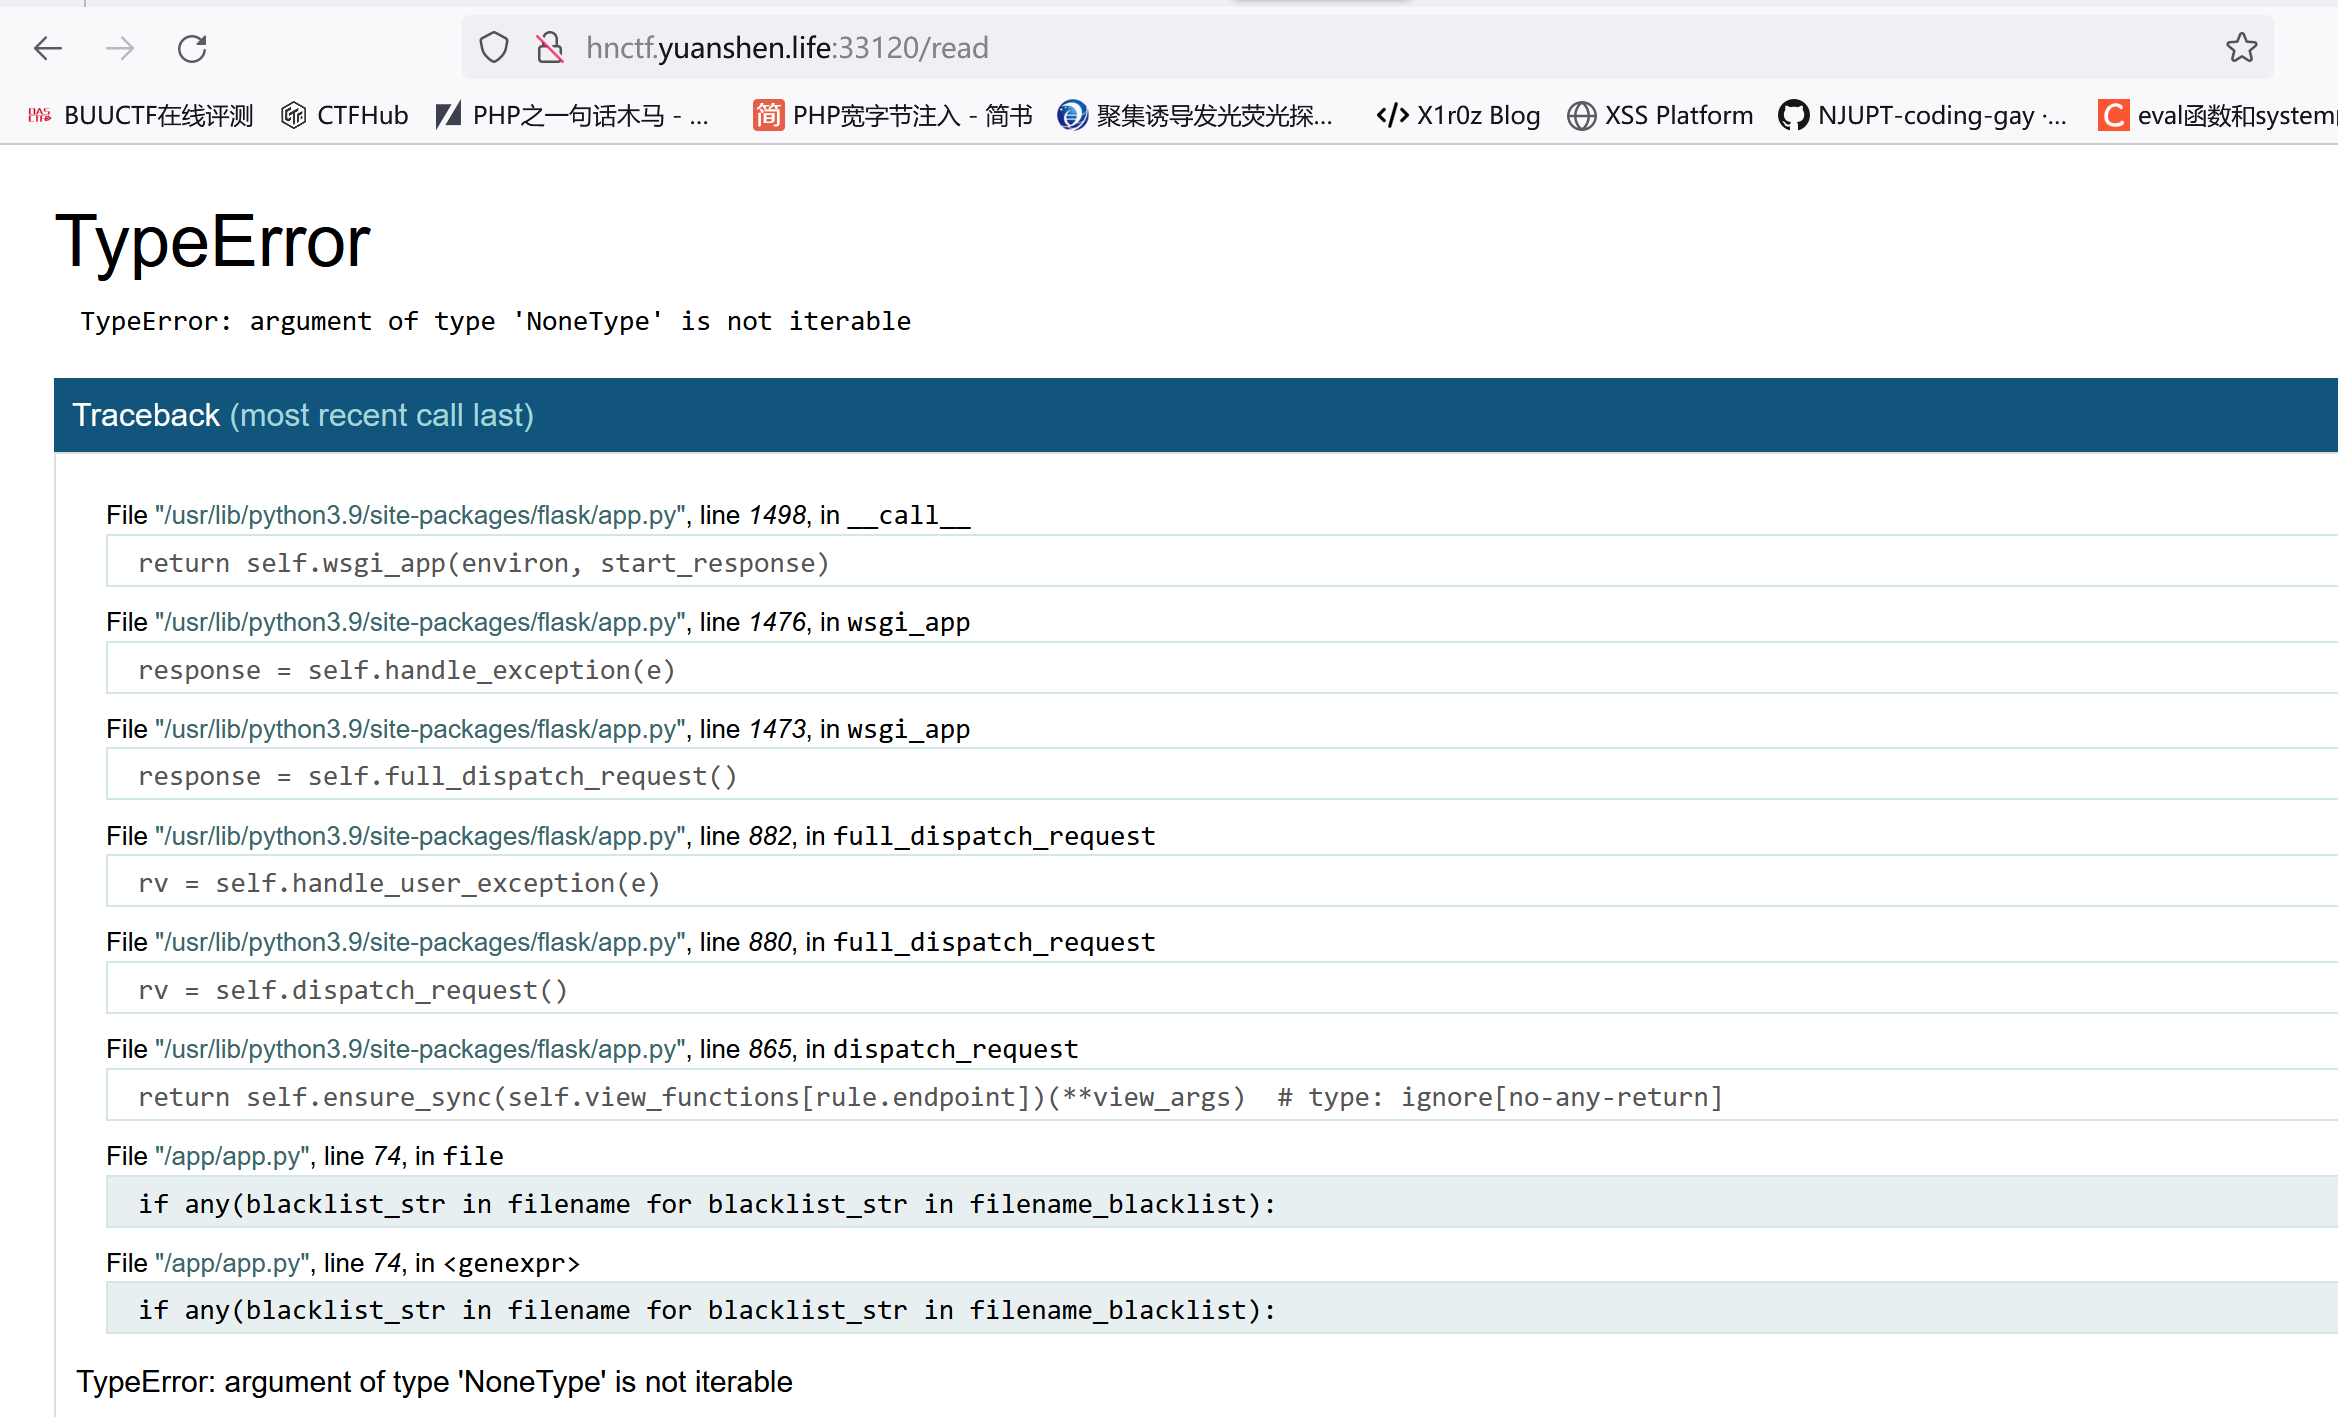 hnctf.yuanshen.life:33120/read
BUUCTF在线评测 CTFHub PHP之一句话木马 - ... 简 PHP宽字节注入 - 简书 聚集诱导发光荧光探... </> X1r0z Blog XSS Platform NJUPT-coding-gay ·... C eval函数和system
TypeError
TypeError: argument of type 'NoneType' is not iterable
Traceback (most recent call last)
File "/usr/lib/python3.9/site-packages/flask/app.py", line 1498, in __call__
return self.wsgi_app(environ, start_response)
File "/usr/lib/python3.9/site-packages/flask/app.py", line 1476, in wsgi_app
response = self.handle_exception(e)
File "/usr/lib/python3.9/site-packages/flask/app.py", line 1473, in wsgi_app
response = self.full_dispatch_request()
File "/usr/lib/python3.9/site-packages/flask/app.py", line 882, in full_dispatch_request
rv = self.handle_user_exception(e)
File "/usr/lib/python3.9/site-packages/flask/app.py", line 880, in full_dispatch_request
rv = self.dispatch_request()
File "/usr/lib/python3.9/site-packages/flask/app.py", line 865, in dispatch_request
return self.ensure_sync(self.view_functions[rule.endpoint])(**view_args)  # type: ignore[no-any-return]
File "/app/app.py", line 74, in file
if any(blacklist_str in filename for blacklist_str in filename_blacklist):
File "/app/app.py", line 74, in <genexpr>
if any(blacklist_str in filename for blacklist_str in filename_blacklist):
TypeError: argument of type 'NoneType' is not iterable